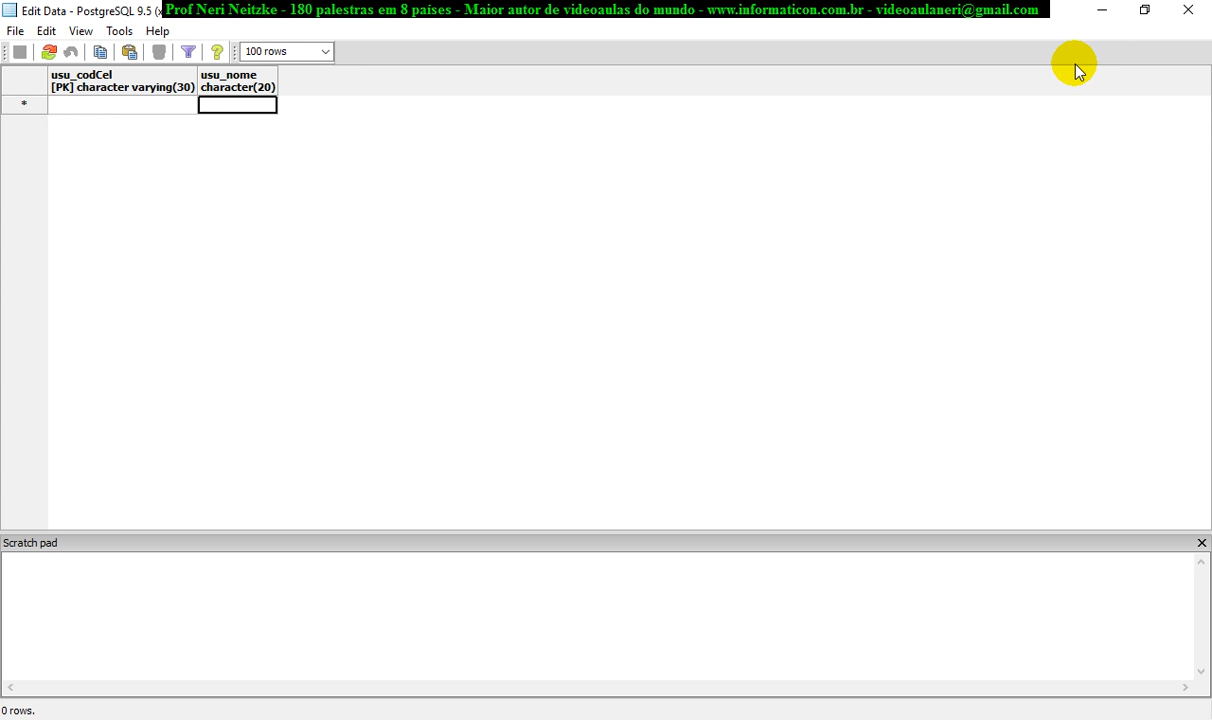 Edit Data - PostgreSQL 9.5 (x
Prof Neri Neitzke - 180 palestras em 8 países - Maior autor de videoaulas do mundo - www.informaticon.com.br - videoaulaneri@gmail.com
File Edit View Tools Help
100 rows
usu_codCel usu_nome
[PK] character varying(30) character(20)
*
Scratch pad
0 rows.